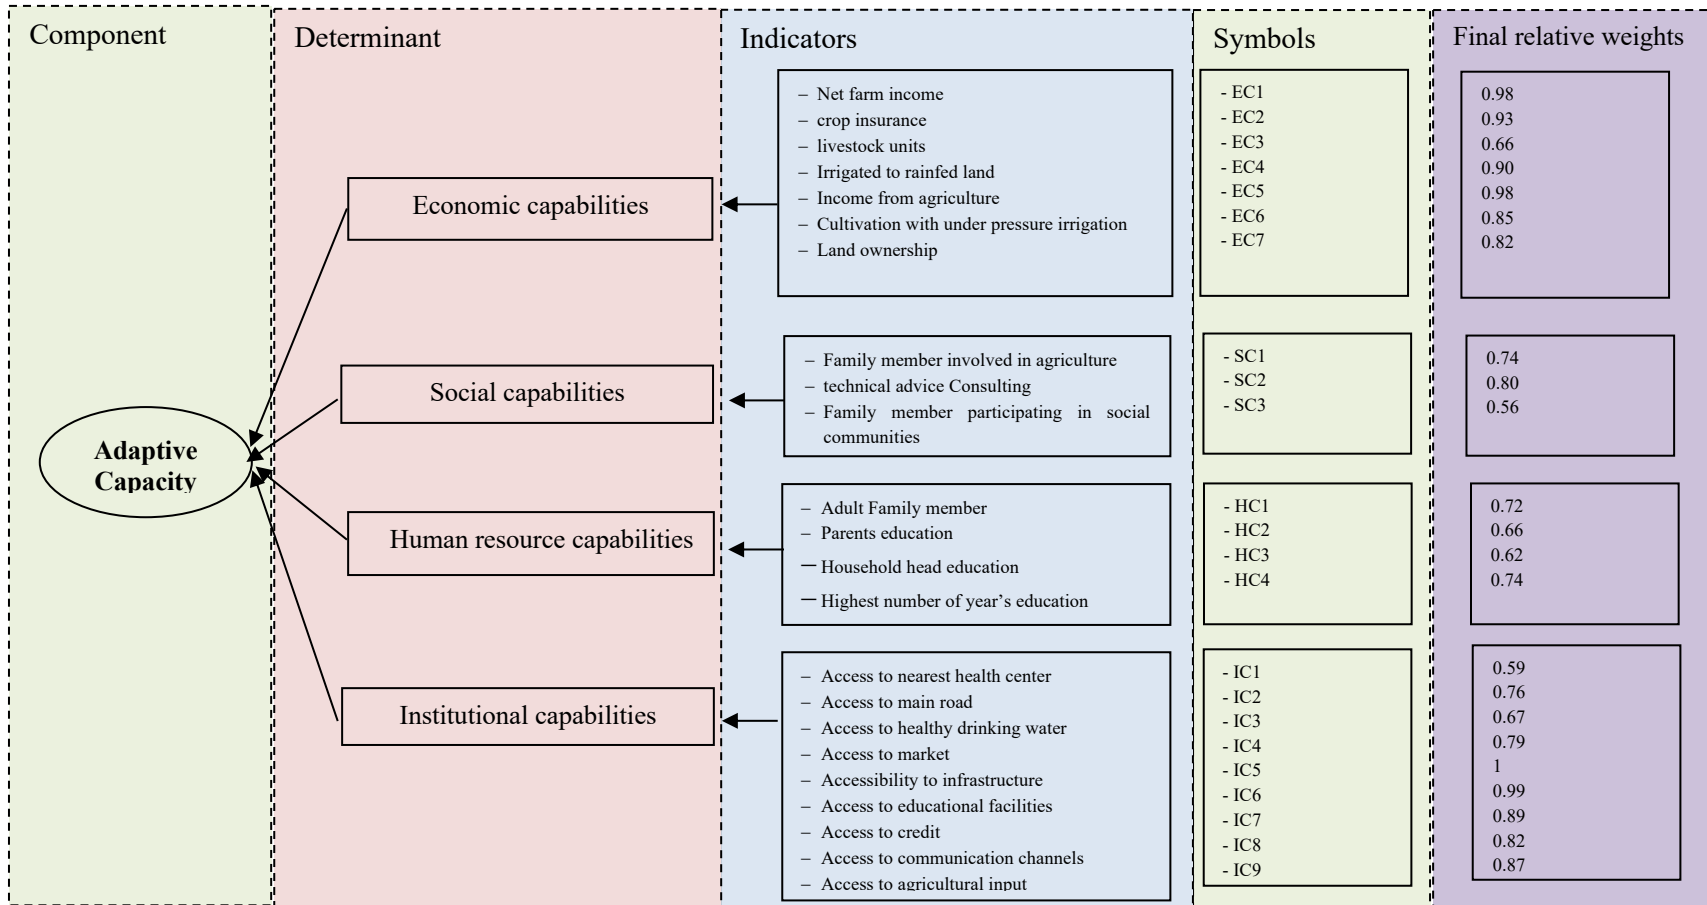 Component
Determinant
Indicators
Symbols
Final relative weights
Adaptive
Capacity
Economic capabilities
– Net farm income
– crop insurance
– livestock units
– Irrigated to rainfed land
– Income from agriculture
– Cultivation with under pressure irrigation
– Land ownership
- EC1
- EC2
- EC3
- EC4
- EC5
- EC6
- EC7
0.98
0.93
0.66
0.90
0.98
0.85
0.82
Social capabilities
– Family member involved in agriculture
– technical advice Consulting
– Family member participating in social
communities
- SC1
- SC2
- SC3
0.74
0.80
0.56
Human resource capabilities
– Adult Family member
– Parents education
– Household head education
– Highest number of year’s education
- HC1
- HC2
- HC3
- HC4
0.72
0.66
0.62
0.74
Institutional capabilities
– Access to nearest health center
– Access to main road
– Access to healthy drinking water
– Access to market
– Accessibility to infrastructure
– Access to educational facilities
– Access to credit
– Access to communication channels
– Access to agricultural input
- IC1
- IC2
- IC3
- IC4
- IC5
- IC6
- IC7
- IC8
- IC9
0.59
0.76
0.67
0.79
1
0.99
0.89
0.82
0.87